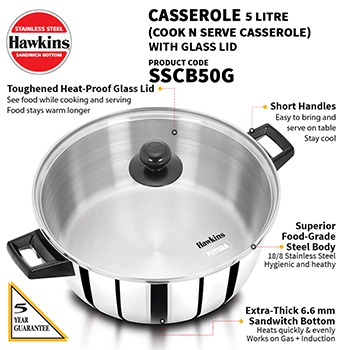 CASSEROLE 5 LITRE
(COOK N SERVE CASSEROLE)
WITH GLASS LID
PRODUCT CODE
SSCB50G
STAINLESS STEEL
Hawkins
SANDWICH BOTTOM
Toughened Heat-Proof Glass Lid
See food while cooking and serving
Food stays warm longer
Short Handles
Easy to bring and
serve on table
Stay cool
Superior
Food-Grade
Steel Body
18/8 Stainless Steel
Hygienic and heathy
Hawkins
FUTURA
5
YEAR
GUARANTEE
Extra-Thick 6.6 mm
Sandwich Bottom
Heats quickly & evenly
Works on Gas + Induction